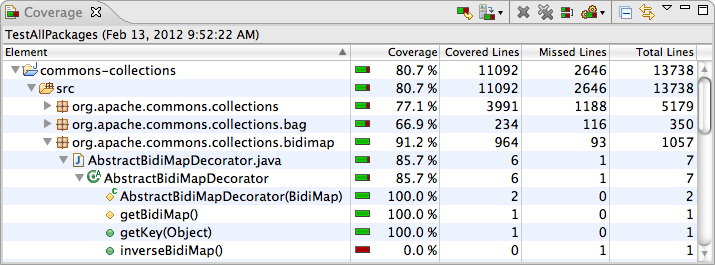 Coverage
TestAllPackages (Feb 13, 2012 9:52:22 AM)
Element Coverage Covered Lines Missed Lines Total Lines
commons-collections 80.7 % 11092 2646 13738
src 80.7 % 11092 2646 13738
org.apache.commons.collections 77.1 % 3991 1188 5179
org.apache.commons.collections.bag 66.9 % 234 116 350
org.apache.commons.collections.bidimap 91.2 % 964 93 1057
AbstractBidiMapDecorator.java 85.7 % 6 1 7
AbstractBidiMapDecorator 85.7 % 6 1 7
AbstractBidiMapDecorator(BidiMap) 100.0 % 2 0 2
getBidiMap() 100.0 % 1 0 1
getKey(Object) 100.0 % 1 0 1
inverseBidiMap() 0.0 % 0 1 1